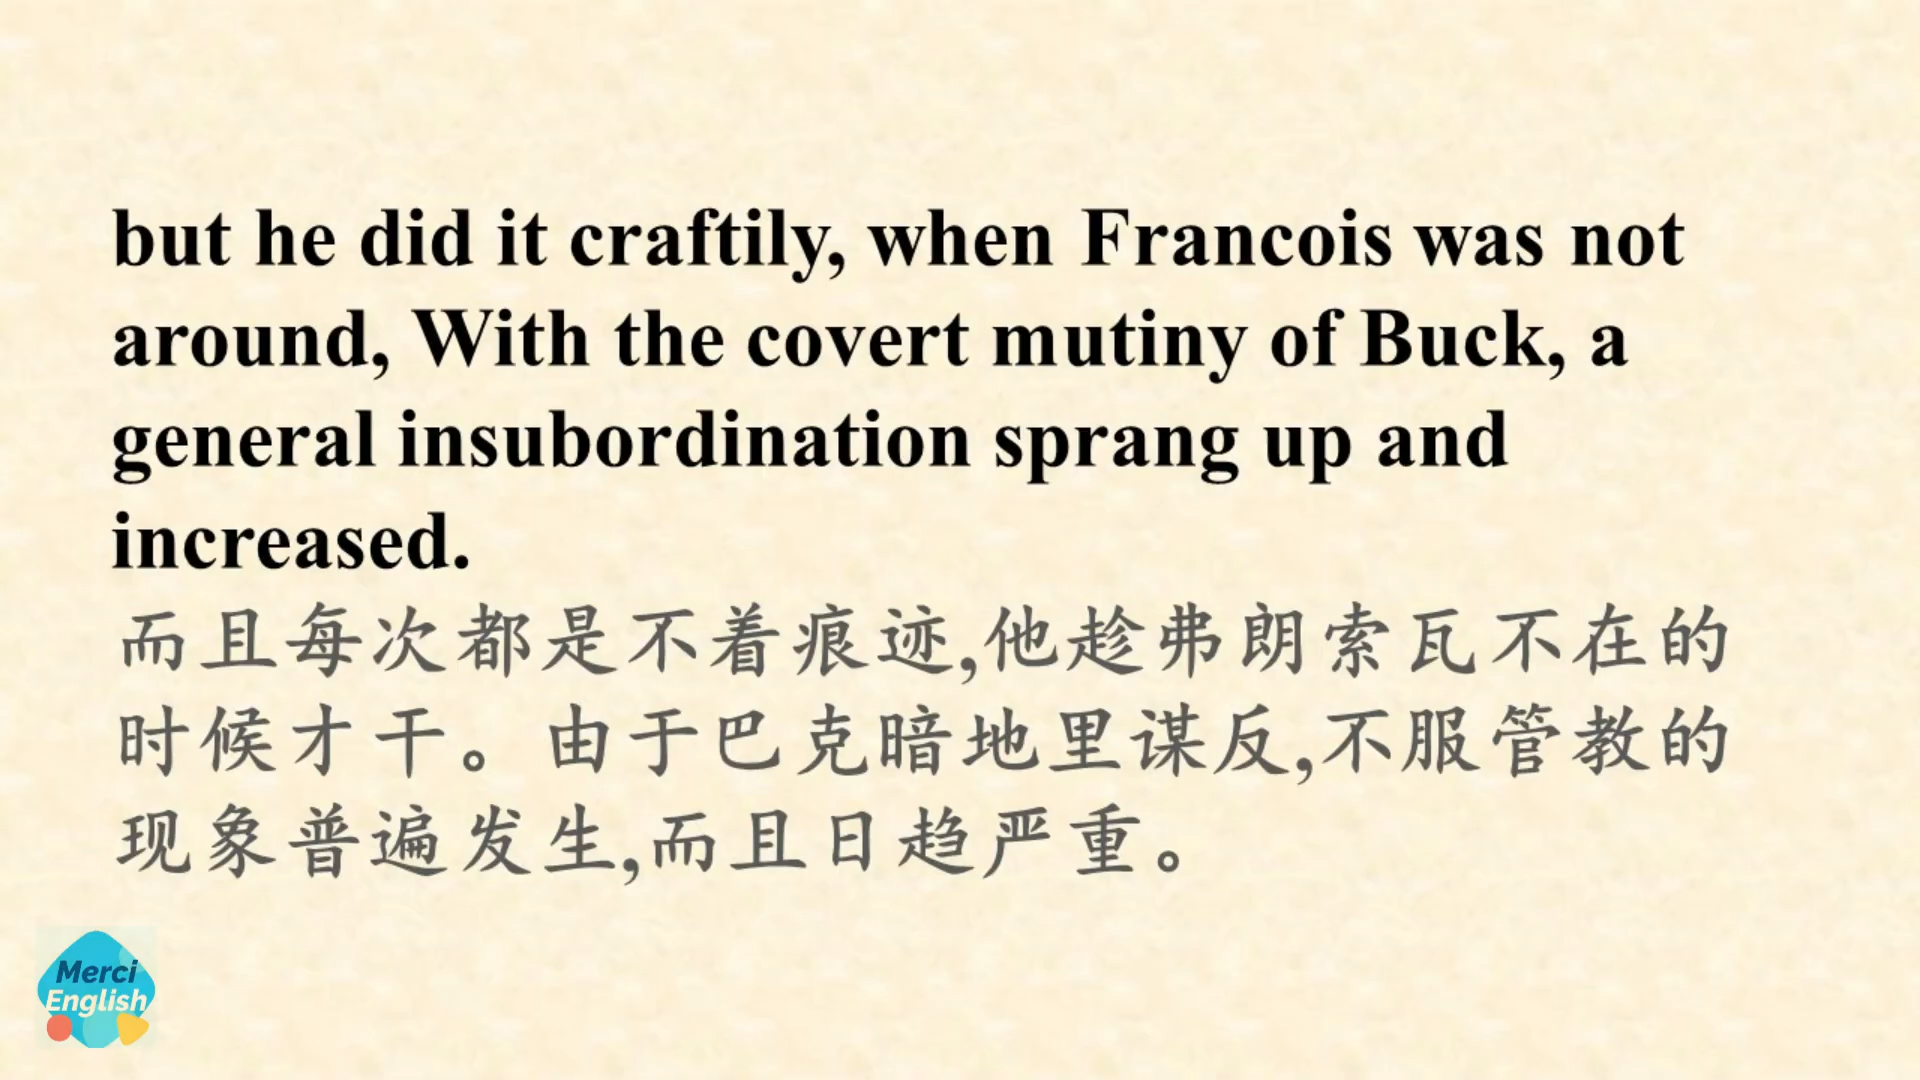 but he did it craftily, when Francois was not
around, With the covert mutiny of Buck, a
general insubordination sprang up and
increased.
而且每次都是不着痕迹,他趁弗朗索瓦不在的
时候才干。由于巴克暗地里谋反,不服管教的
现象普遍发生,而且日趋严重。
Merci
English